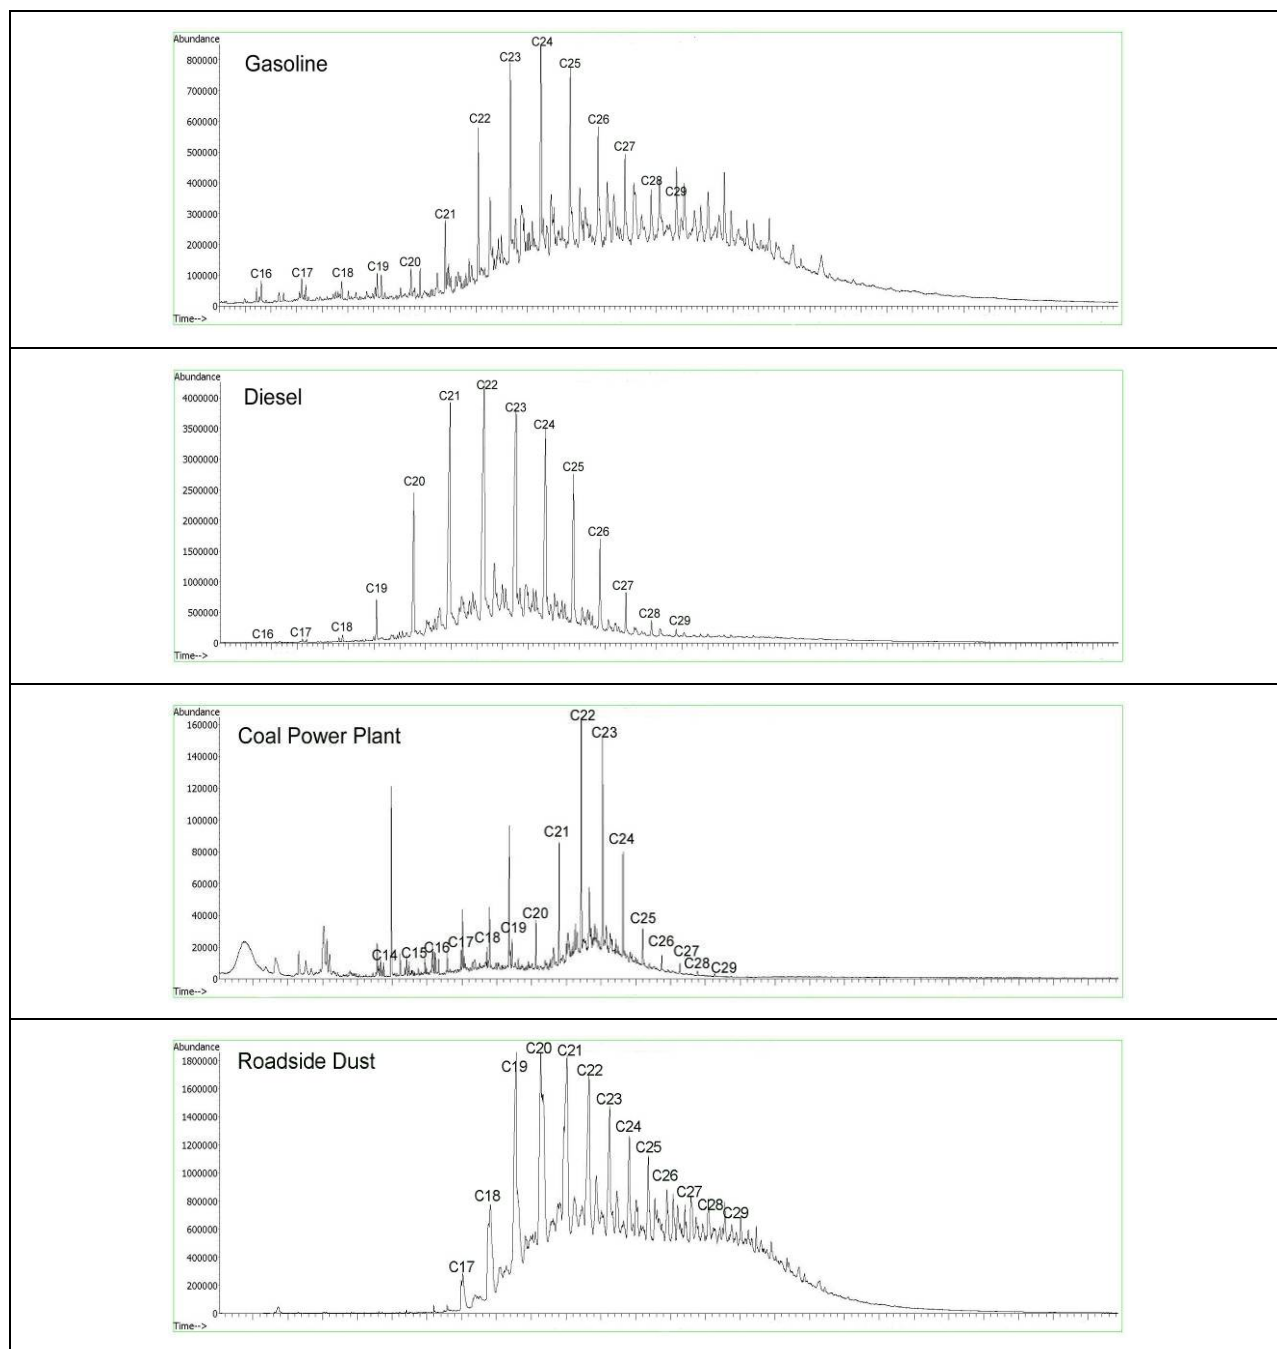 Abundance
Gasoline
800000
700000
600000
500000
400000
300000
200000
100000
0
C16 C17 C18 C19 C20 C21 C22 C23 C24 C25 C26 C27 C28 C29
Time-->
Abundance
Diesel
4000000
3500000
3000000
2500000
2000000
1500000
1000000
500000
0
C16 C17 C18 C19 C20 C21 C22 C23 C24 C25 C26 C27 C28 C29
Time-->
Abundance
Coal Power Plant
160000
140000
120000
100000
80000
60000
40000
20000
0
C14 C15 C16 C17 C18 C19 C20 C21 C22 C23 C24 C25 C26 C27 C28 C29
Time-->
Abundance
Roadside Dust
1800000
1600000
1400000
1200000
1000000
800000
600000
400000
200000
0
C17 C18 C19 C20 C21 C22 C23 C24 C25 C26 C27 C28 C29
Time-->